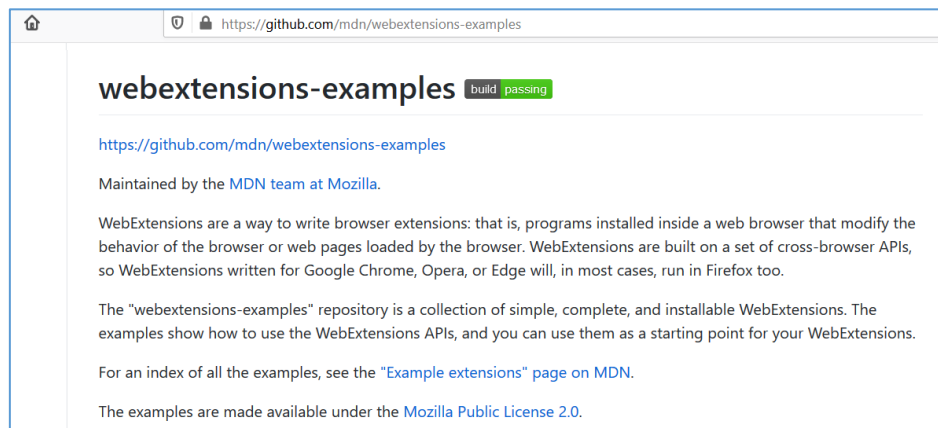 https://github.com/mdn/webextensions-examples
webextensions-examples build passing
https://github.com/mdn/webextensions-examples
Maintained by the MDN team at Mozilla.
WebExtensions are a way to write browser extensions: that is, programs installed inside a web browser that modify the
behavior of the browser or web pages loaded by the browser. WebExtensions are built on a set of cross-browser APIs,
so WebExtensions written for Google Chrome, Opera, or Edge will, in most cases, run in Firefox too.
The "webextensions-examples" repository is a collection of simple, complete, and installable WebExtensions. The
examples show how to use the WebExtensions APIs, and you can use them as a starting point for your WebExtensions.
For an index of all the examples, see the "Example extensions" page on MDN.
The examples are made available under the Mozilla Public License 2.0.